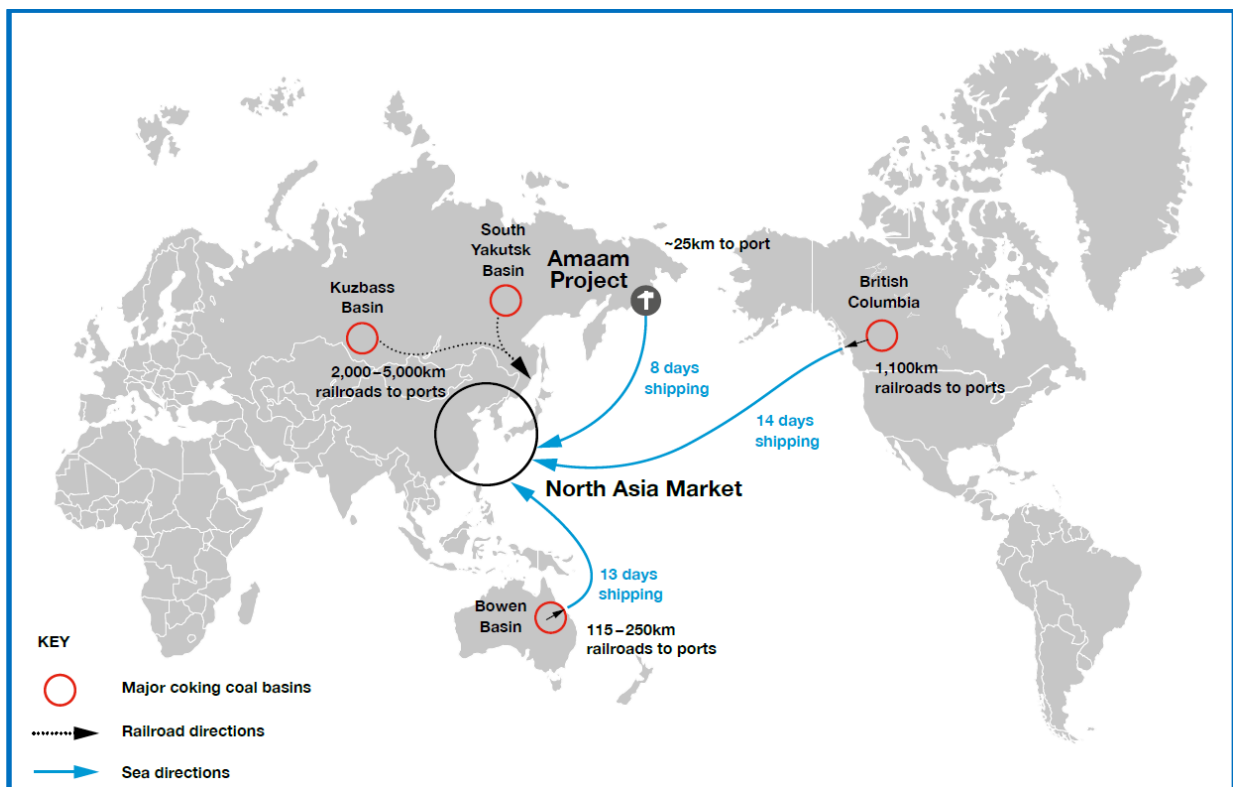 ~25km to port
South
Yakutsk
Basin
Amaam
Project
Kuzbass
Basin
British
Columbia
2,000–5,000km
railroads to ports
8 days
shipping
1,100km
railroads to ports
14 days
shipping
North Asia Market
13 days
shipping
Bowen
Basin
115–250km
railroads to ports
KEY
Major coking coal basins
Railroad directions
Sea directions